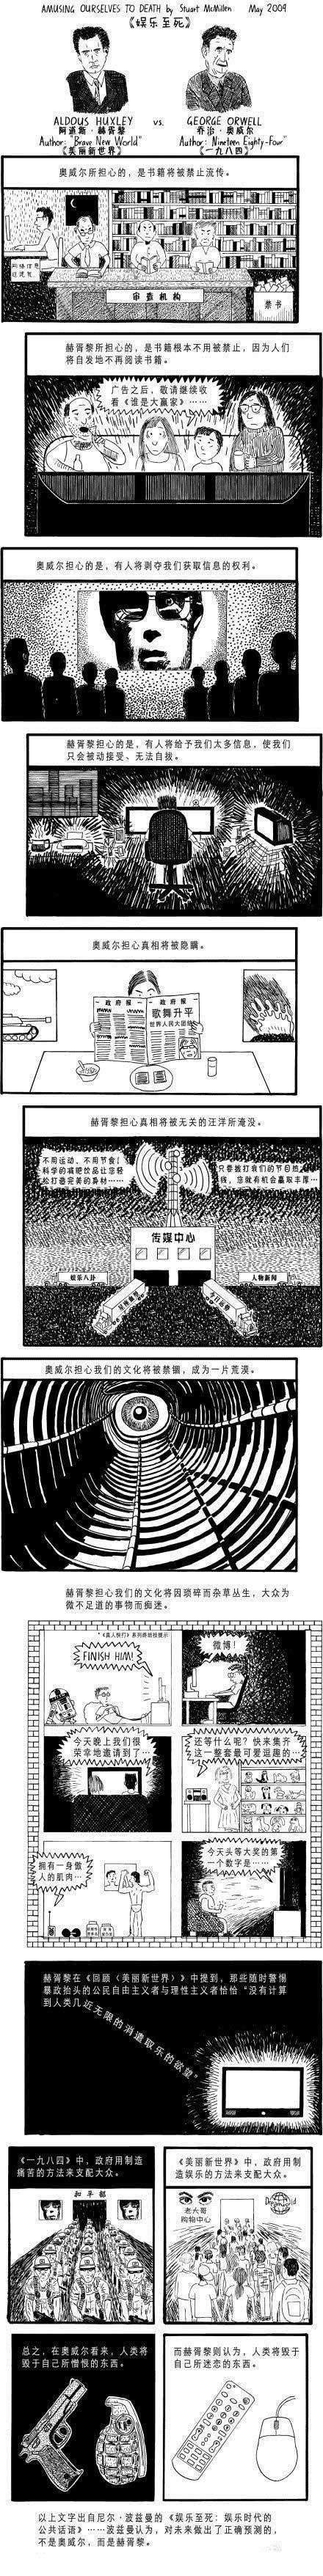 AMUSING OURSELVES TO DEATH by Stuart McMillen May 2009
《娱乐至死》
ALDOUS HUXLEY
vs.
GEORGE ORWELL
阿道斯·赫胥黎
乔治·奥威尔
Author: "Brave New World"
Author: "Nineteen Eighty-Four"
《美丽新世界》
《一九八四》
奥威尔所担心的，是书籍将被禁止流传。
审查机构
禁书
赫胥黎所担心的，是书籍根本不用被禁止，因为人们
将自发地不再阅读书籍。
广告之后，敬请继续收
看《谁是大赢家》……
奥威尔担心的是，有人将剥夺我们获取信息的权利。
赫胥黎担心的是，有人将给予我们太多信息，使我们
只会被动接受、无法自拔。
奥威尔担心真相将被隐瞒。
政府报
政府报
歌舞升平
世界人民大团结
赫胥黎担心真相将被无关的汪洋所淹没。
不用运动、不用节食！
科学的减肥饮品让您轻
松打造完美的身材……
只要拨打我们的节目热
线，您就有机会赢取丰厚…
传媒中心
娱乐八卦
人物新闻
奥威尔担心我们的文化将被禁锢，成为一片荒漠。
赫胥黎担心我们的文化将因琐碎而杂草丛生，大众为
微不足道的事物而痴迷。
*《真人快打》系列终结技提示
FINISH HIM!
微博！
今天晚上我们很
荣幸地邀请到了…
还等什么呢？快来集齐
这一整套最可爱逗趣的…
拥有一身傲
人的肌肉…
今天头等大奖的第
一个数字是……
赫胥黎在《回顾〈美丽新世界〉》中提到，那些随时警惕
暴政抬头的公民自由主义者与理性主义者恰恰“没有计算
到人类几近无限的消遣取乐的欲望”
《一九八四》中，政府用制造
痛苦的方法来支配大众。
和平部
《美丽新世界》中，政府用制
造娱乐的方法来支配大众。
老大哥
购物中心
总之，在奥威尔看来，人类将
毁于自己所憎恨的东西。
而赫胥黎则认为，人类将毁于
自己所迷恋的东西。
以上文字出自尼尔·波兹曼的《娱乐至死：娱乐时代的
公共话语》……波兹曼认为，对未来做出了正确预测的，
不是奥威尔，而是赫胥黎。